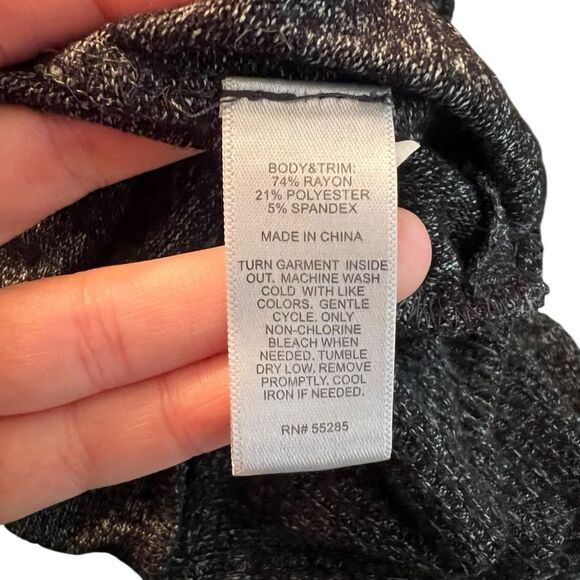 BODY&TRIM:
74% RAYON
21% POLYESTER
5% SPANDEX
MADE IN CHINA
TURN GARMENT INSIDE
OUT. MACHINE WASH
COLD WITH LIKE
COLORS. GENTLE
CYCLE. ONLY
NON-CHLORINE
BLEACH WHEN
NEEDED. TUMBLE
DRY LOW. REMOVE
PROMPTLY. COOL
IRON IF NEEDED.
RN# 55285